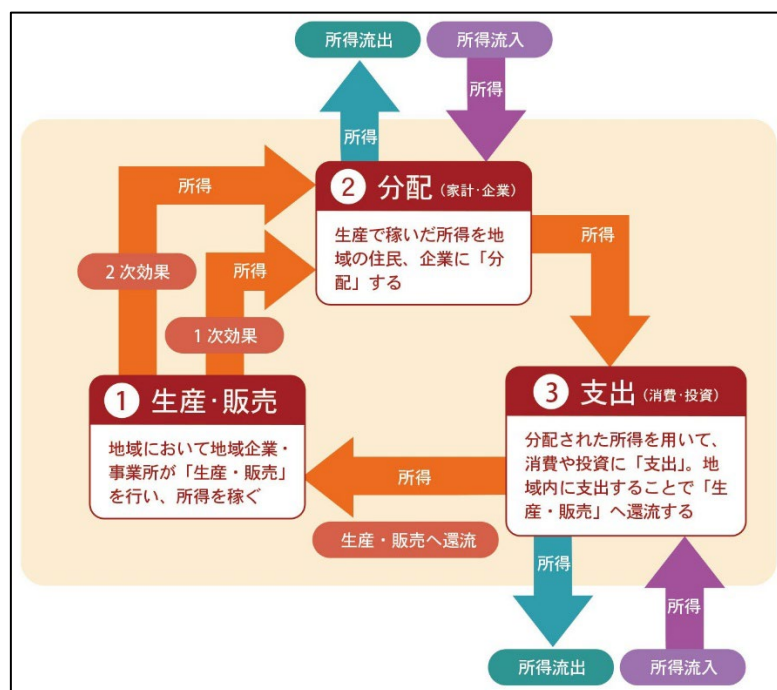 所得流出
所得流入
所得
所得
所得
② 分配（家計・企業）
生産で稼いだ所得を地
域の住民、企業に「分
配」する
所得
2次効果
所得
1次効果
① 生産・販売
地域において地域企業・
事業所が「生産・販売」
を行い、所得を稼ぐ
③ 支出（消費・投資）
分配された所得を用いて、
消費や投資に「支出」。地
域内に支出することで「生
産・販売」へ還流する
所得
生産・販売へ還流
所得
所得
所得流出
所得流入